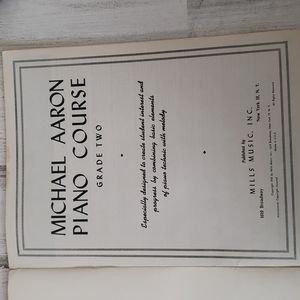 MICHAEL AARON
PIANO COURSE
GRADE TWO
Especially designed to create student interest and
progress by combining basic elements
of piano technic with melody
Published by
MILLS MUSIC, INC.
1619 Broadway
New York 19, N. Y.